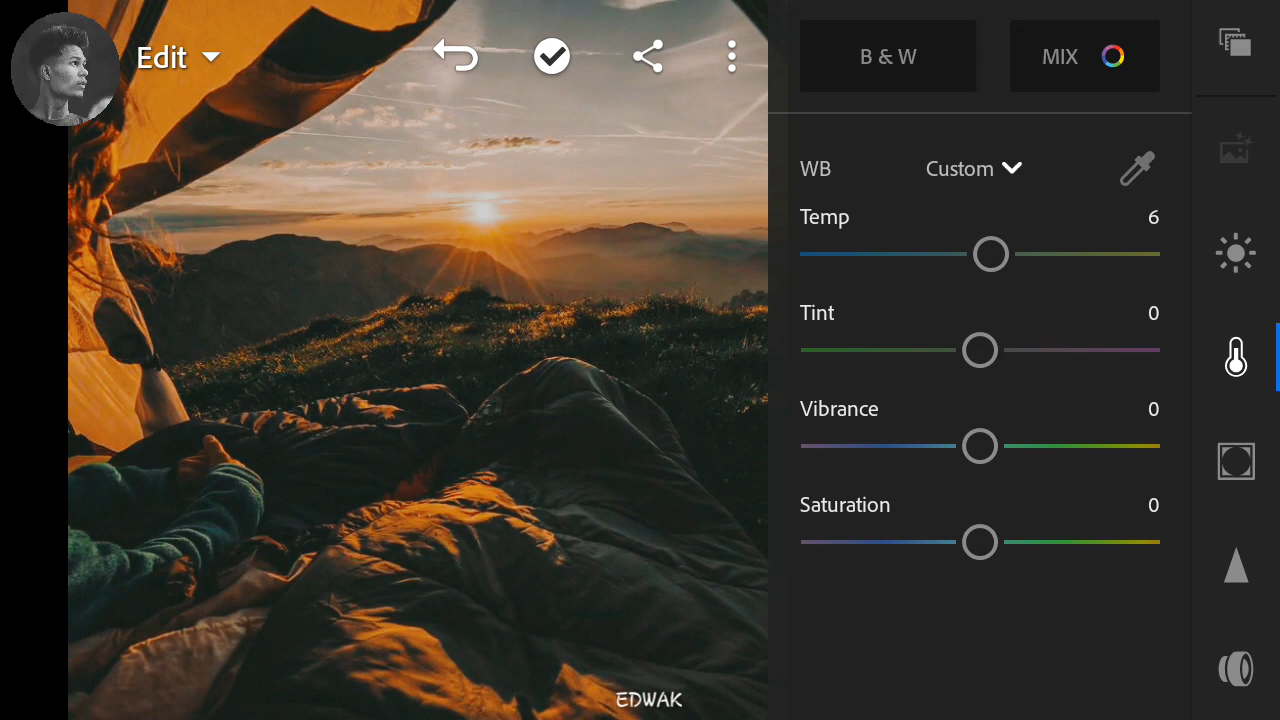 Edit
B & W
MIX
WB
Custom
Temp
6
Tint
0
Vibrance
0
Saturation
0
EDWAK